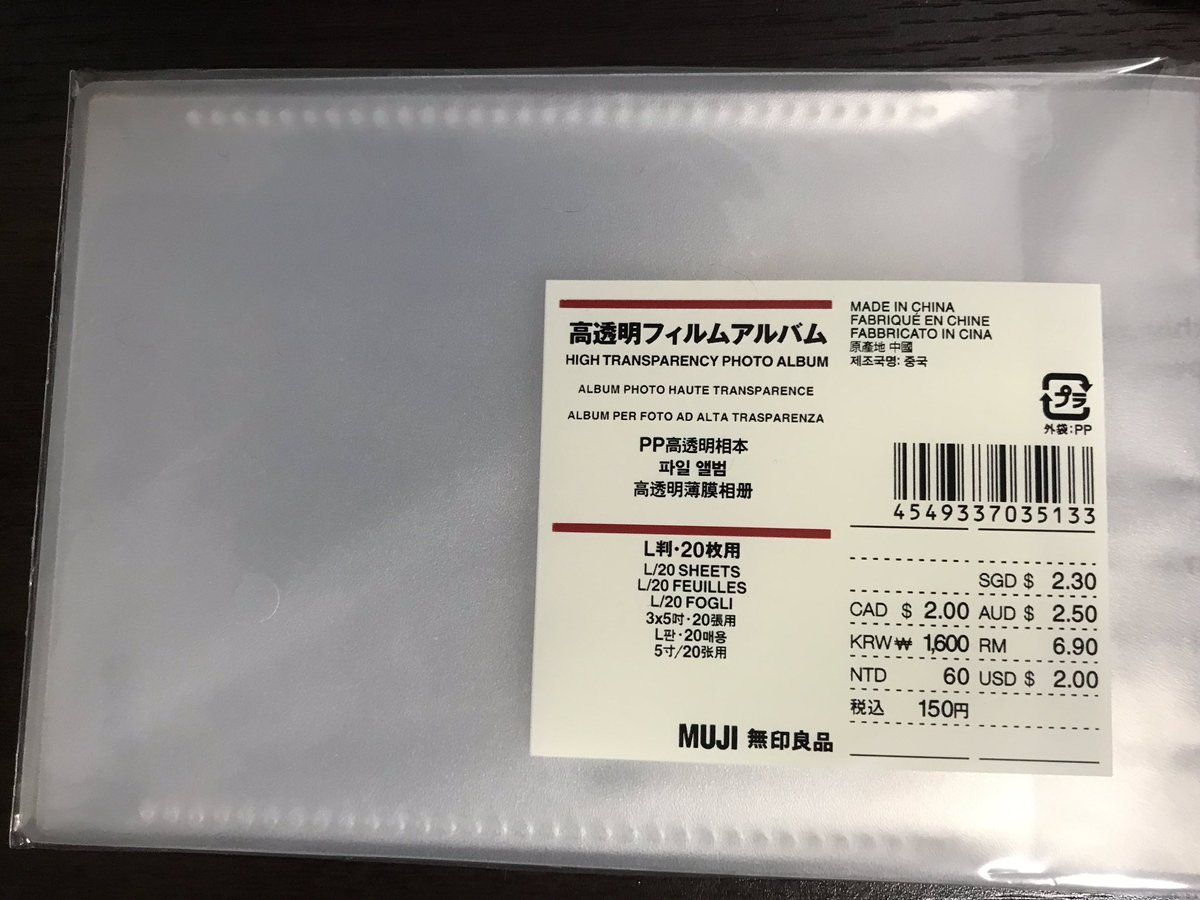 高透明フィルムアルバム
HIGH TRANSPARENCY PHOTO ALBUM
ALBUM PHOTO HAUTE TRANSPARENCE
ALBUM PER FOTO AD ALTA TRASPARENZA
PP高透明相本
파일 앨범
高透明薄膜相册
L判・20枚用
L/20 SHEETS
L/20 FEUILLES
L/20 FOGLI
3x5吋・20張用
L판・20매용
5寸/20张用
MUJI 無印良品
MADE IN CHINA
FABRIQUÉ EN CHINE
FABBRICATO IN CINA
原產地 中國
제조국명: 중국
プラ
外袋:PP
4549337035133
SGD $ 2.30
CAD $ 2.00 AUD $ 2.50
KRW ₩ 1,600 RM 6.90
NTD 60 USD $ 2.00
税込 150円